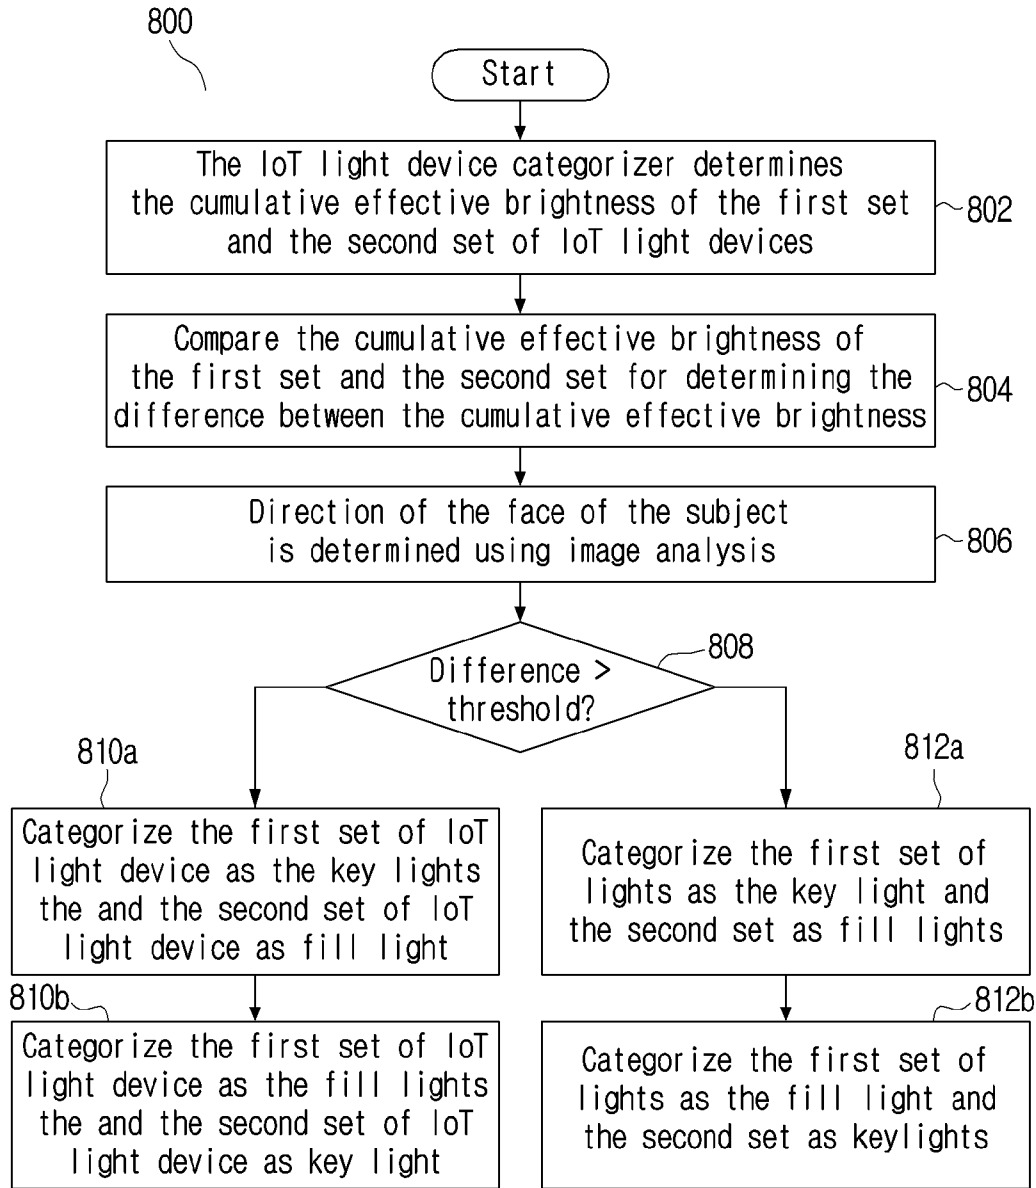 800
Start
The IoT light device categorizer determines
the cumulative effective brightness of the first set
and the second set of IoT light devices
802
Compare the cumulative effective brightness of
the first set and the second set for determining the
difference between the cumulative effective brightness
804
Direction of the face of the subject
is determined using image analysis
806
Difference >
threshold?
808
810a
Categorize the first set of IoT
light device as the key lights
the and the second set of IoT
light device as fill light
812a
Categorize the first set of
lights as the key light and
the second set as fill lights
810b
Categorize the first set of IoT
light device as the fill lights
the and the second set of IoT
light device as key light
812b
Categorize the first set of
lights as the fill light and
the second set as keylights